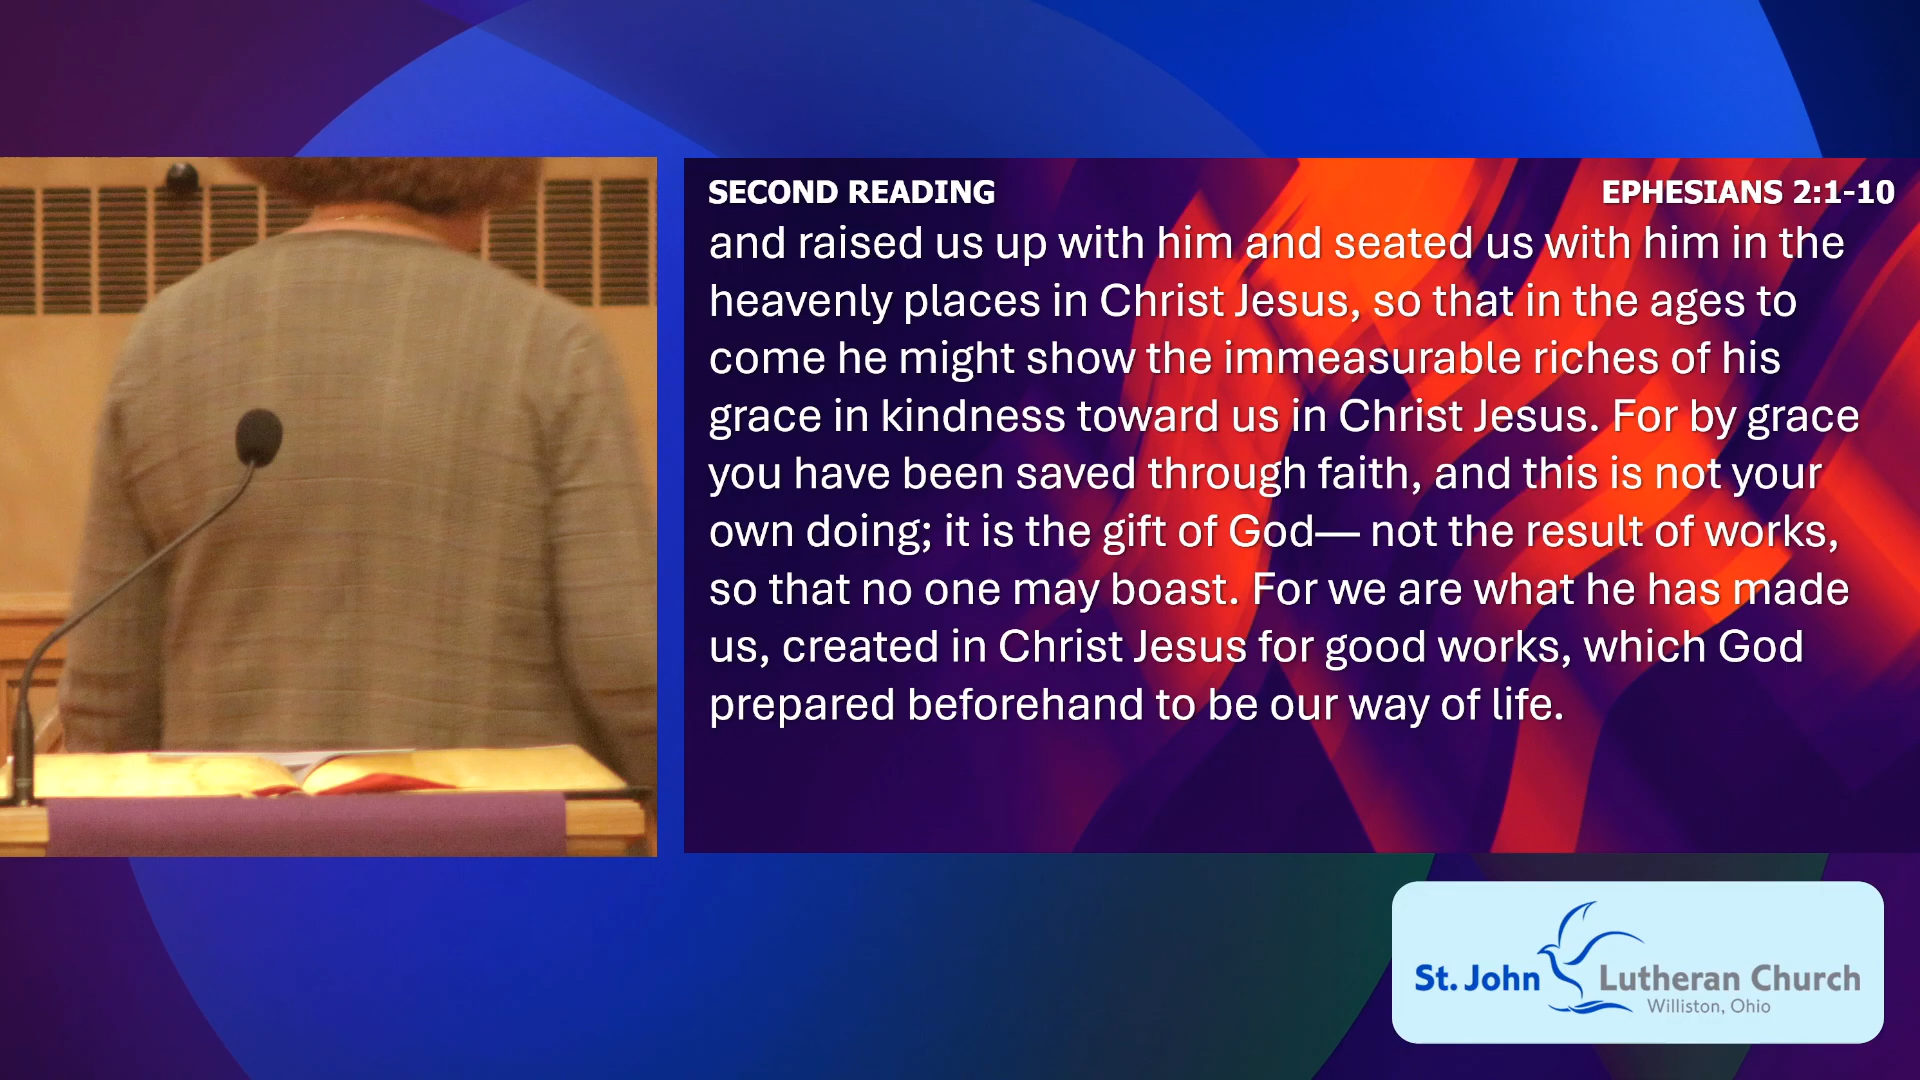 SECOND READING
EPHESIANS 2:1-10
and raised us up with him and seated us with him in the
heavenly places in Christ Jesus, so that in the ages to
come he might show the immeasurable riches of his
grace in kindness toward us in Christ Jesus. For by grace
you have been saved through faith, and this is not your
own doing; it is the gift of God— not the result of works,
so that no one may boast. For we are what he has made
us, created in Christ Jesus for good works, which God
prepared beforehand to be our way of life.
St. John Lutheran Church
Williston, Ohio